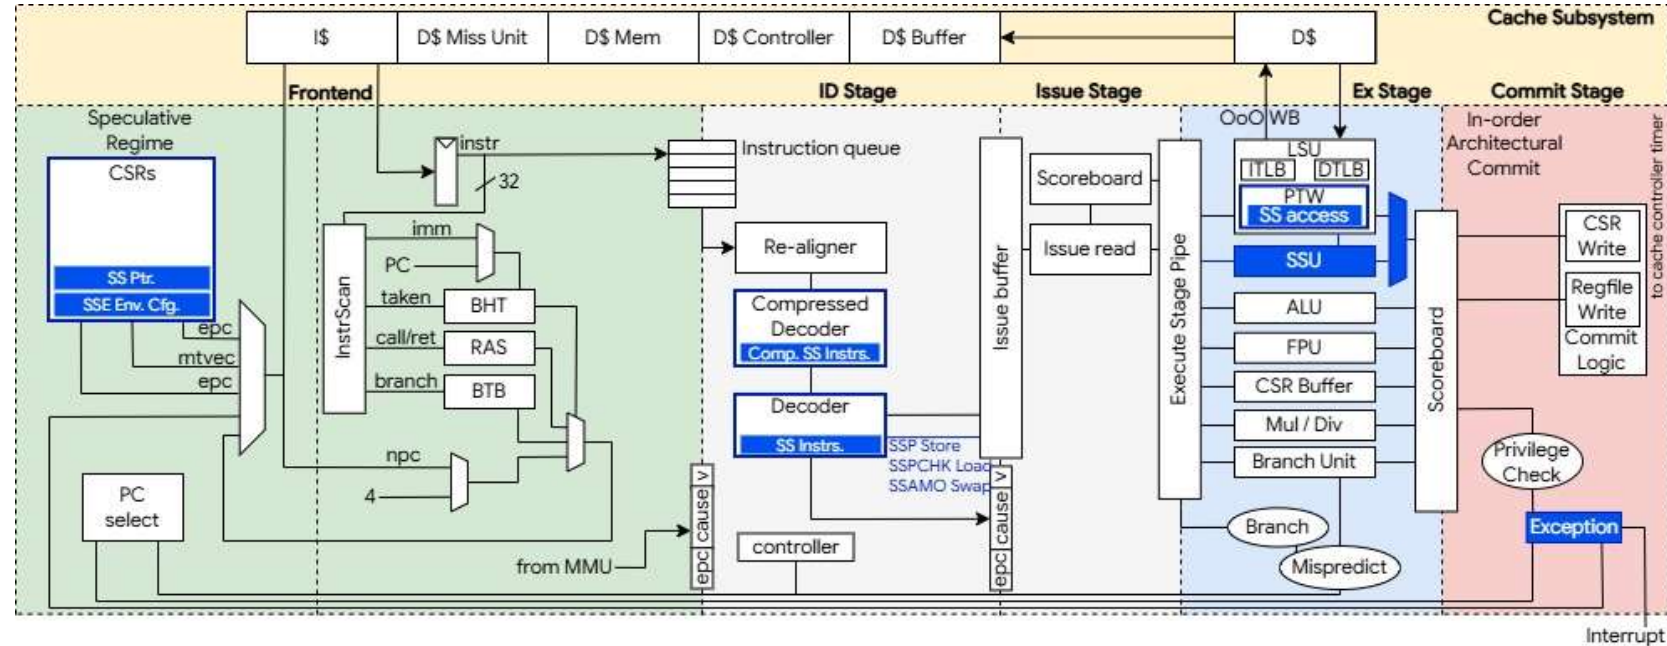 Cache Subsystem
I$
D$ Miss Unit
D$ Mem
D$ Controller
D$ Buffer
D$
Frontend
ID Stage
Issue Stage
Ex Stage
Commit Stage
Speculative
Regime
CSRs
SS Ptr.
SSE Env. Cfg.
epc
mtvec
epc
PC
select
instr
32
InstrScan
imm
PC
taken
call/ret
branch
BHT
RAS
BTB
npc
4
from MMU
Instruction queue
Re-aligner
Compressed
Decoder
Comp. SS Instrs.
Decoder
SS Instrs.
SSP Store
SSPCHK Load
SSAMO Swap
epc cause v
controller
epc cause v
Issue buffer
Scoreboard
Issue read
Execute Stage Pipe
OoO WB
LSU
ITLB
DTLB
PTW
SS access
SSU
ALU
FPU
CSR Buffer
Mul / Div
Branch Unit
Branch
Mispredict
Scoreboard
In-order
Architectural
Commit
CSR
Write
Regfile
Write
Commit
Logic
to cache controller timer
Privilege
Check
Exception
Interrupt